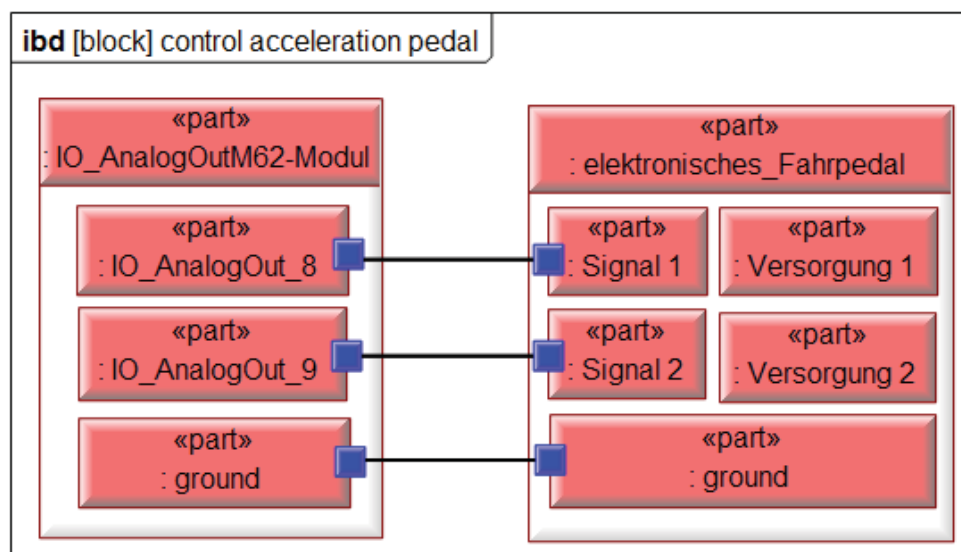 ibd [block] control acceleration pedal
«part»
: IO_AnalogOutM62-Modul
«part»
: IO_AnalogOut_8
«part»
: IO_AnalogOut_9
«part»
: ground
«part»
: elektronisches_Fahrpedal
«part»
: Signal 1
«part»
: Versorgung 1
«part»
: Signal 2
«part»
: Versorgung 2
«part»
: ground